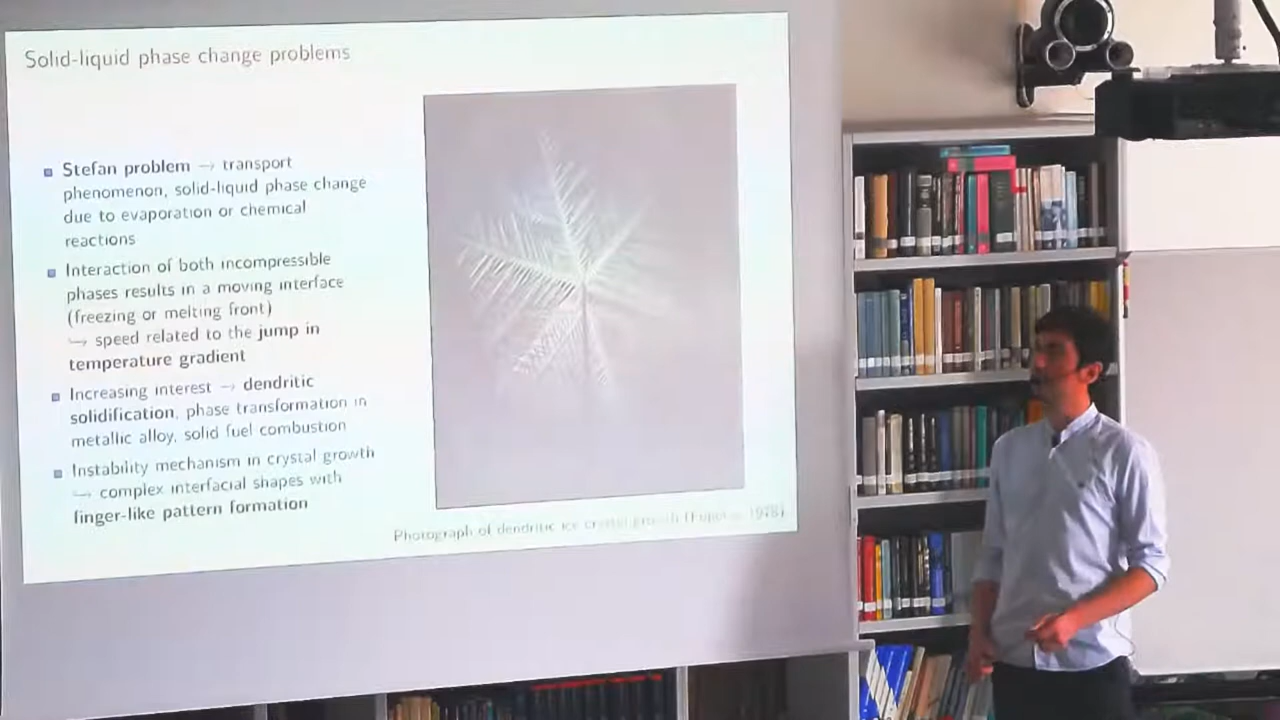 Solid-liquid phase change problems
Stefan problem → transport
phenomenon, solid-liquid phase change
due to evaporation or chemical
reactions
Interaction of both incompressible
phases results in a moving interface
(freezing or melting front)
↪ speed related to the jump in
temperature gradient
Increasing interest → dendritic
solidification, phase transformation in
metallic alloy, solid fuel combustion
Instability mechanism in crystal growth
↪ complex interfacial shapes with
finger-like pattern formation
Photograph of dendritic ice crystal growth 1978)